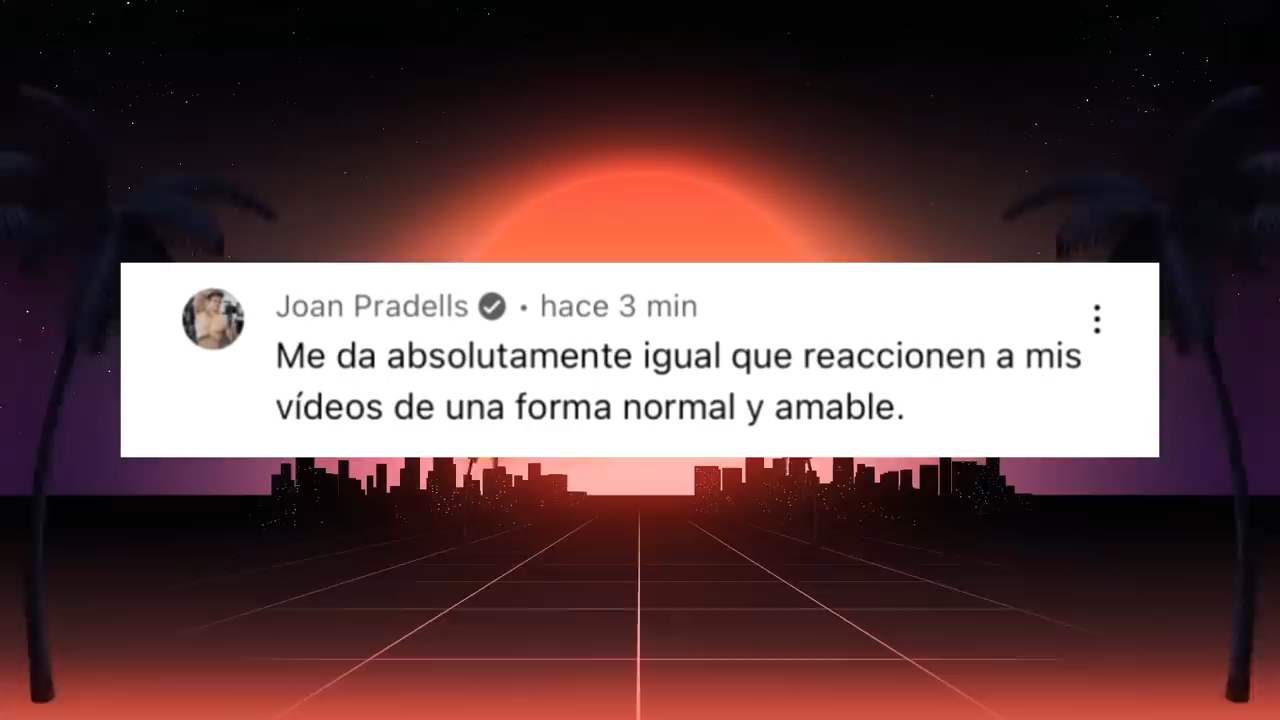 Joan Pradells • hace 3 min
Me da absolutamente igual que reaccionen a mis
vídeos de una forma normal y amable.